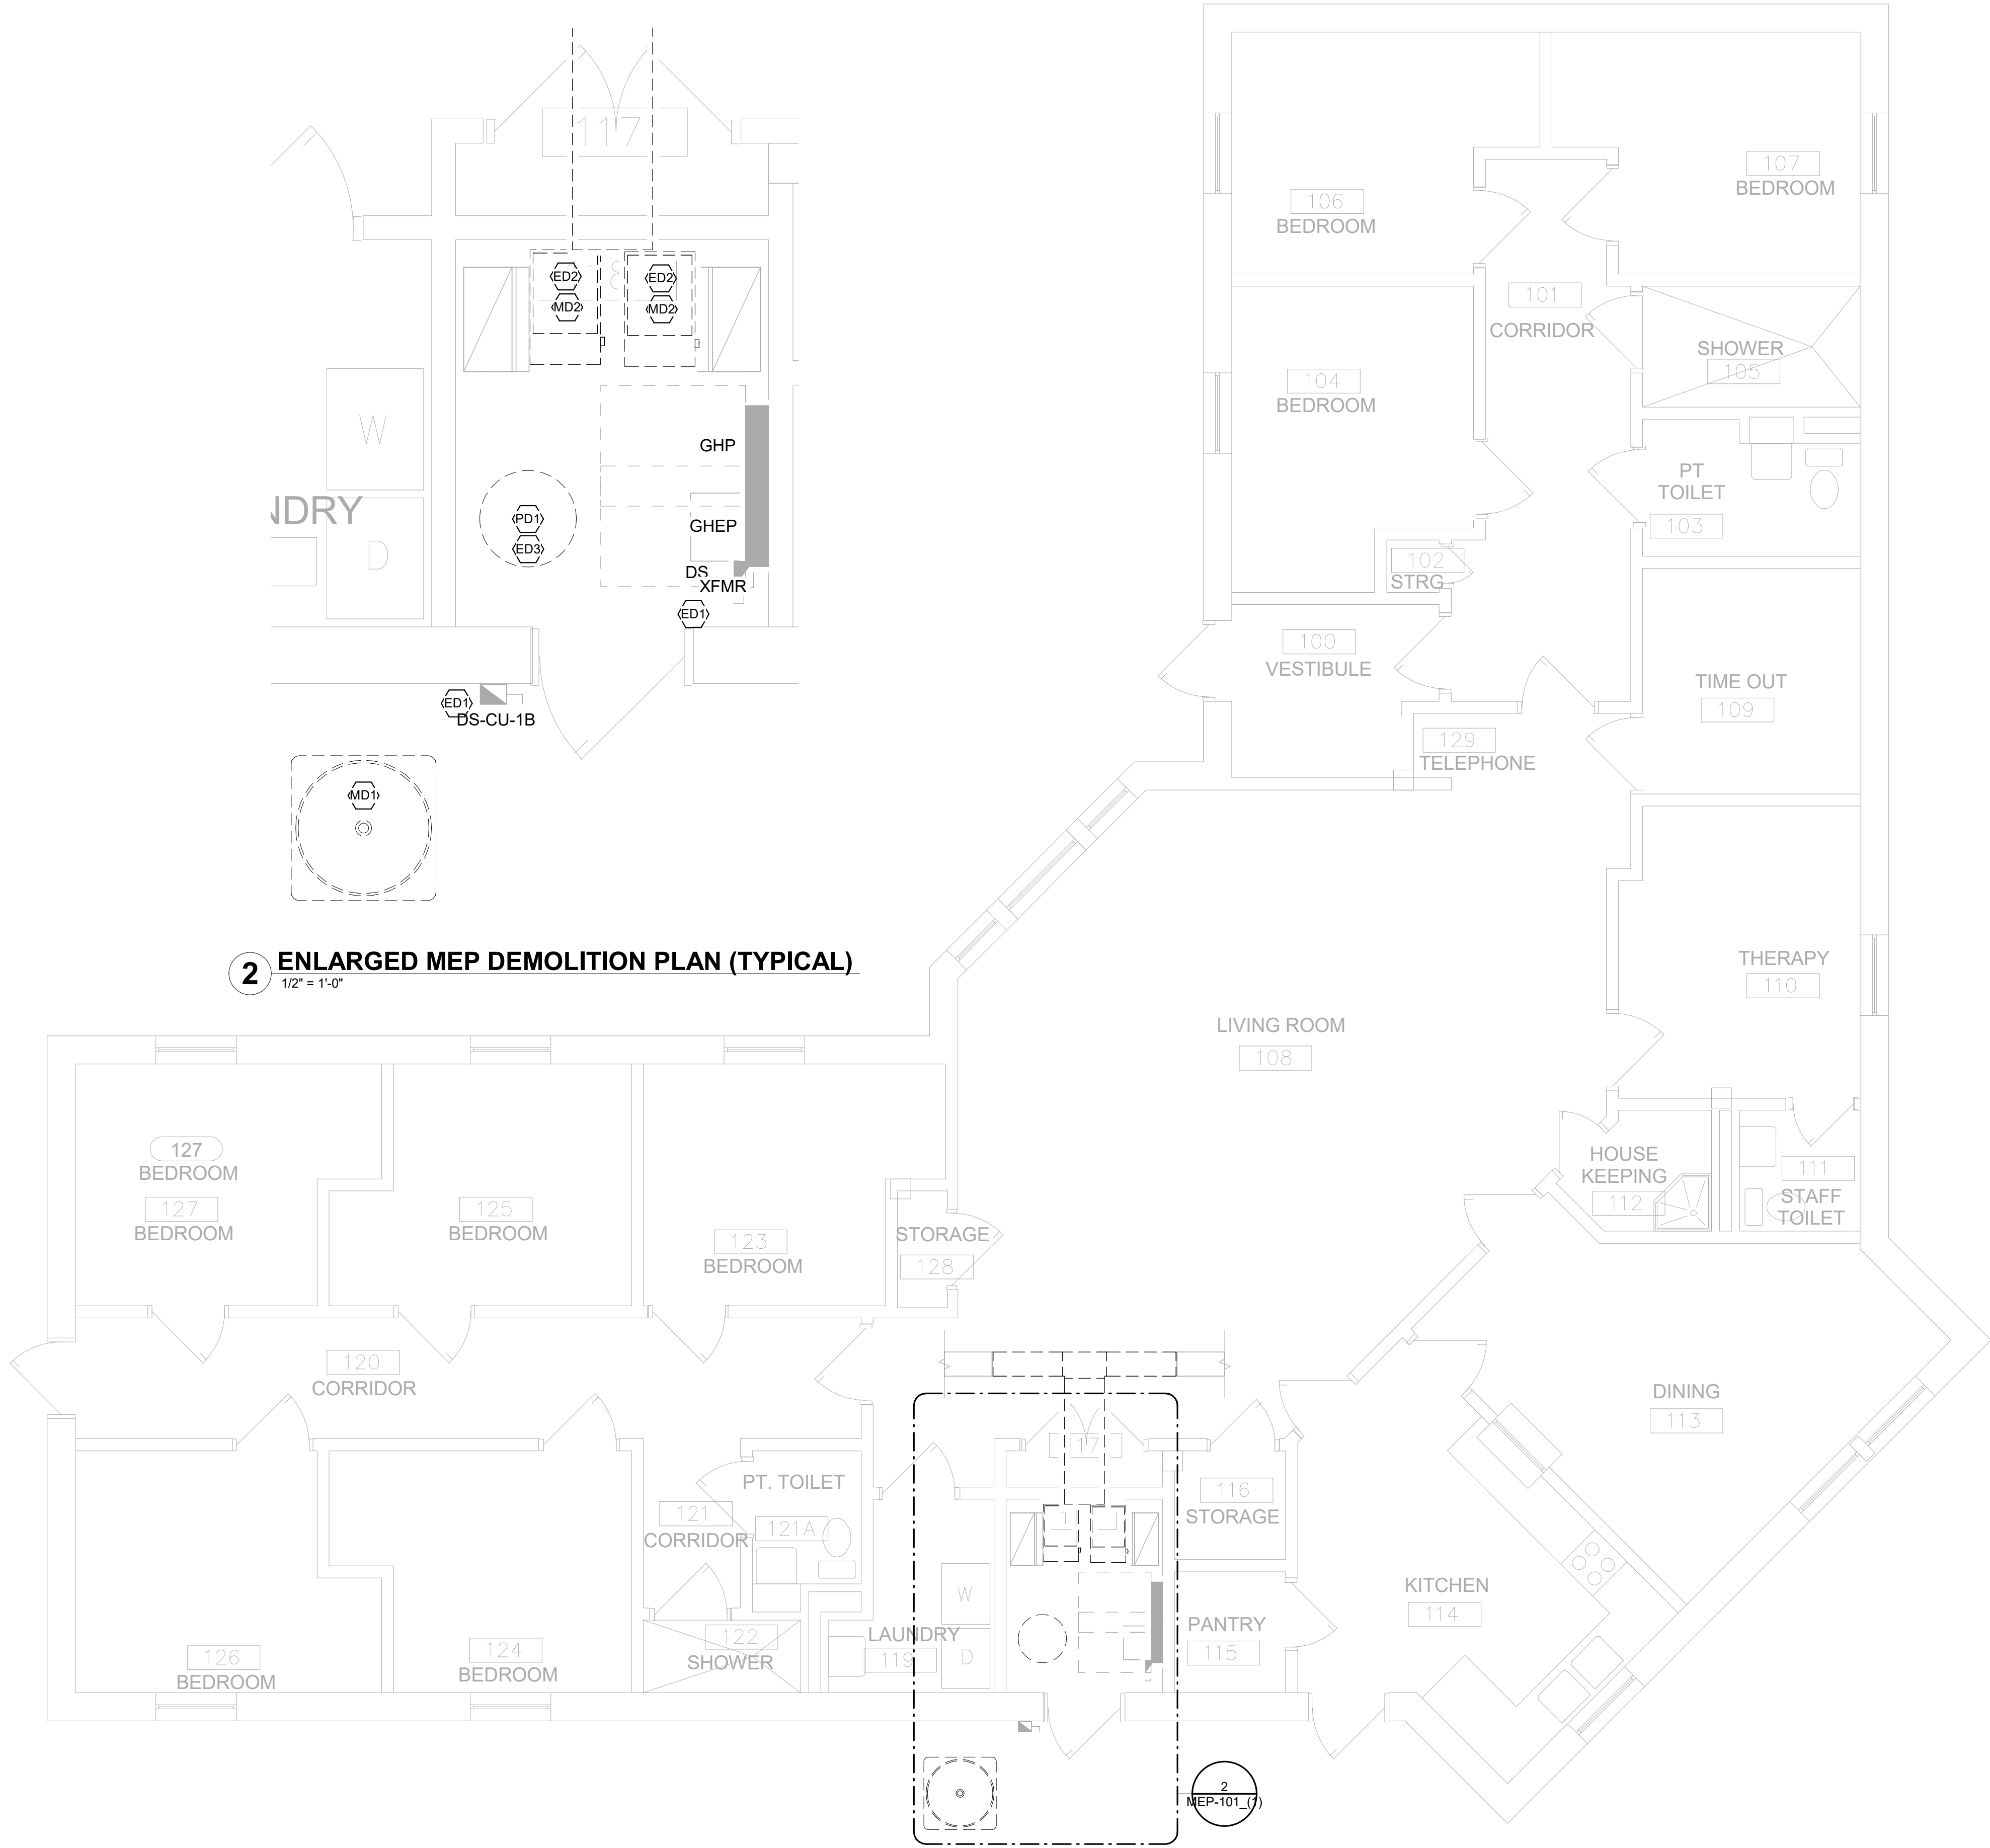 117
8
ED2
ED2
MD2
MD2
W
GHP
NDRY
PD1
GHEP
ED3
D
DS
XFMR
ED1
ED1
DS-CU-1B
MD1
2
ENLARGED MEP DEMOLITION PLAN (TYPICAL)
1/2" = 1'-0"
107
BEDROOM
106
BEDROOM
101
CORRIDOR
SHOWER
105
104
BEDROOM
PT
TOILET
103
102
STRG
100
VESTIBULE
TIME OUT
109
129
TELEPHONE
THERAPY
110
LIVING ROOM
108
HOUSE
KEEPING
112
111
STAFF
TOILET
127
BEDROOM
127
BEDROOM
125
BEDROOM
123
BEDROOM
STORAGE
128
120
CORRIDOR
DINING
113
117
PT. TOILET
121A
121
CORRIDOR
116
STORAGE
W
KITCHEN
114
PANTRY
115
LAUNDRY
119
D
122
SHOWER
126
BEDROOM
124
BEDROOM
2
MEP-101_(1)